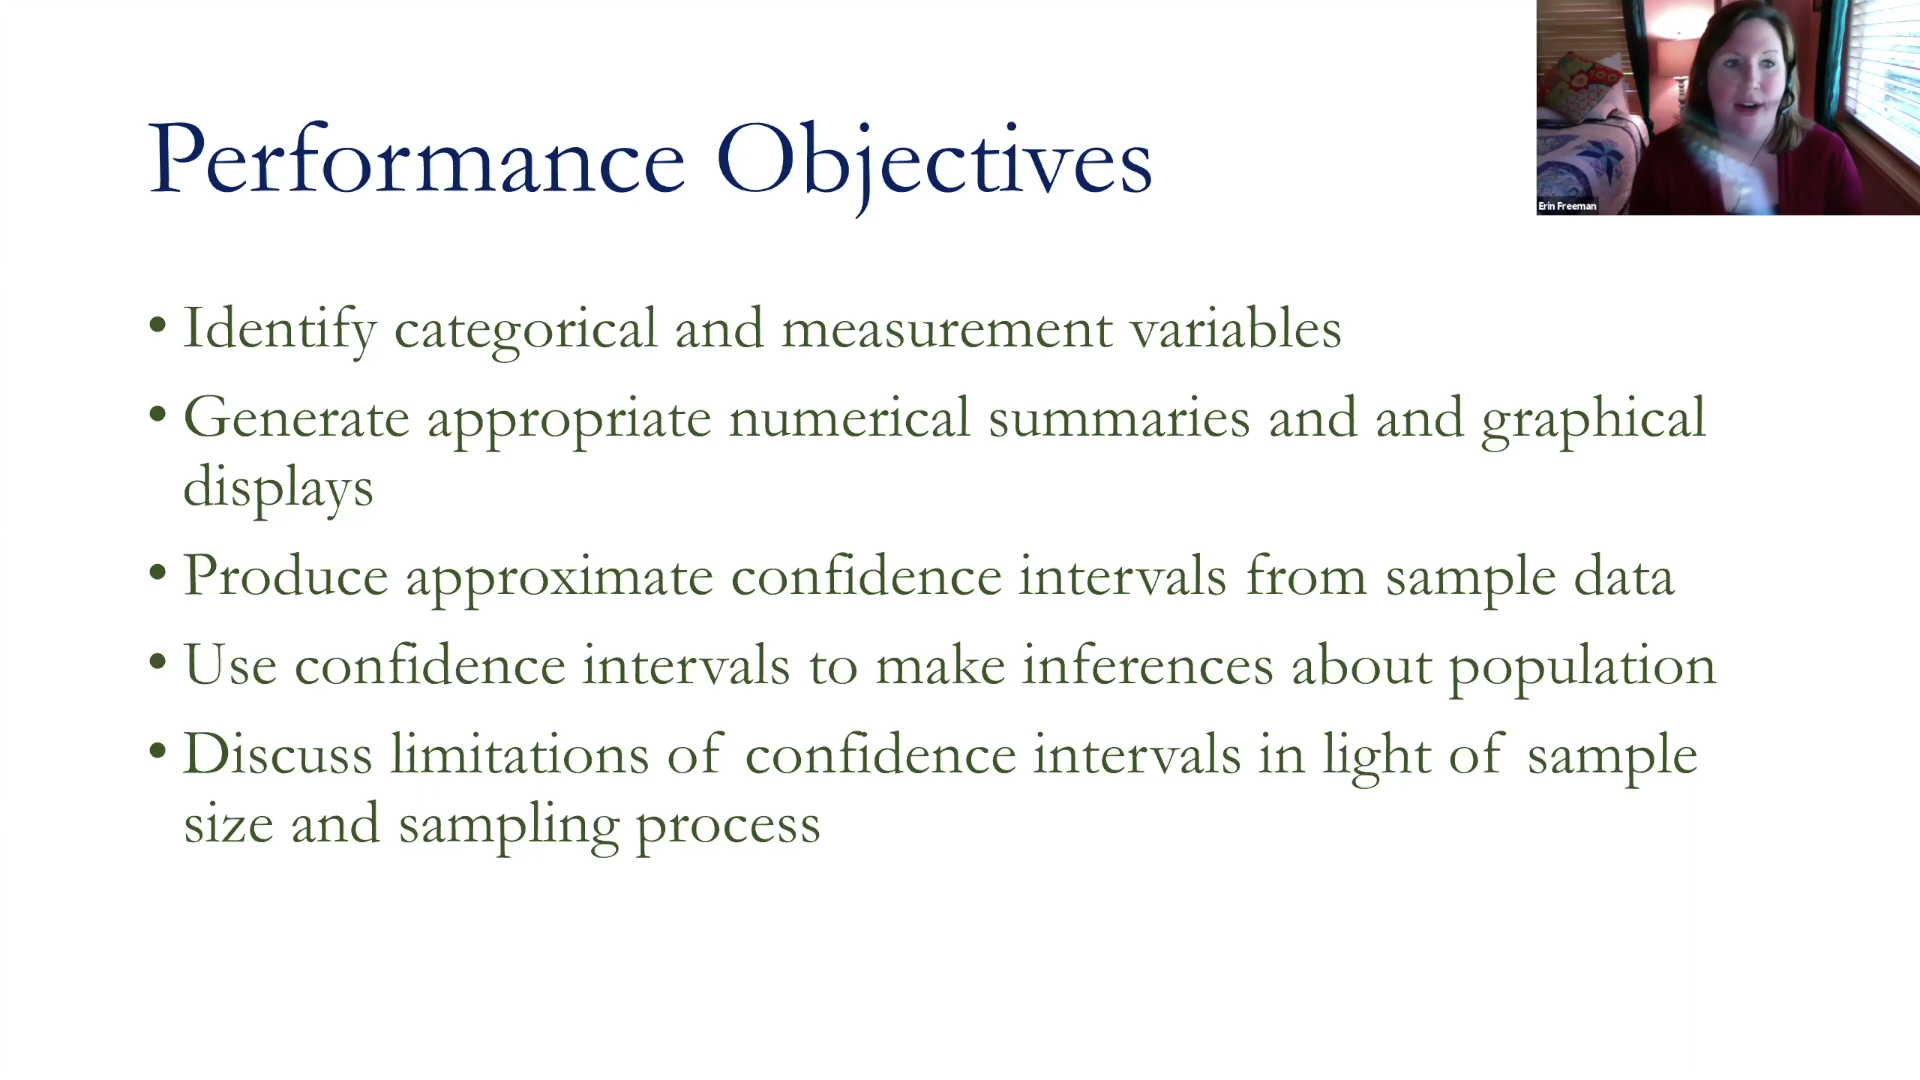 Performance Objectives
Erin Freeman
• Identify categorical and measurement variables
• Generate appropriate numerical summaries and and graphical
displays
• Produce approximate confidence intervals from sample data
• Use confidence intervals to make inferences about population
• Discuss limitations of confidence intervals in light of sample
size and sampling process